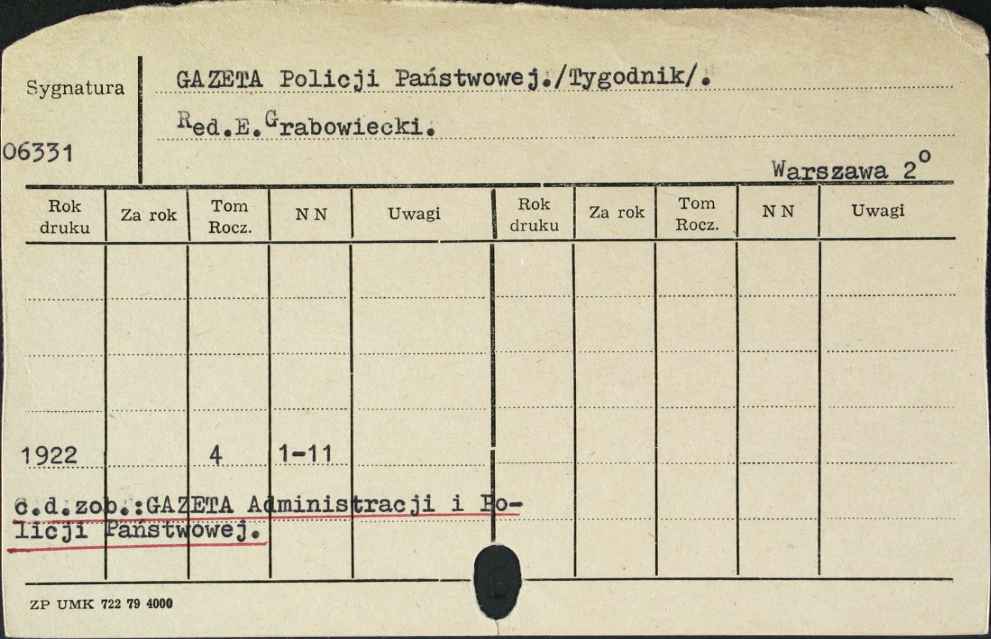 Sygnatura
GAZETA Policji Państwowej./Tygodnik/.
Red.E.Grabowiecki.
06331
Warszawa 2⁰
Rok druku Za rok Tom Rocz. N N Uwagi Rok druku Za rok Tom Rocz. N N Uwagi
1922 4 1-11
c.d.zob.:GAZETA Administracji i Po-
licji Państwowej.
ZP UMK 722 79 4000